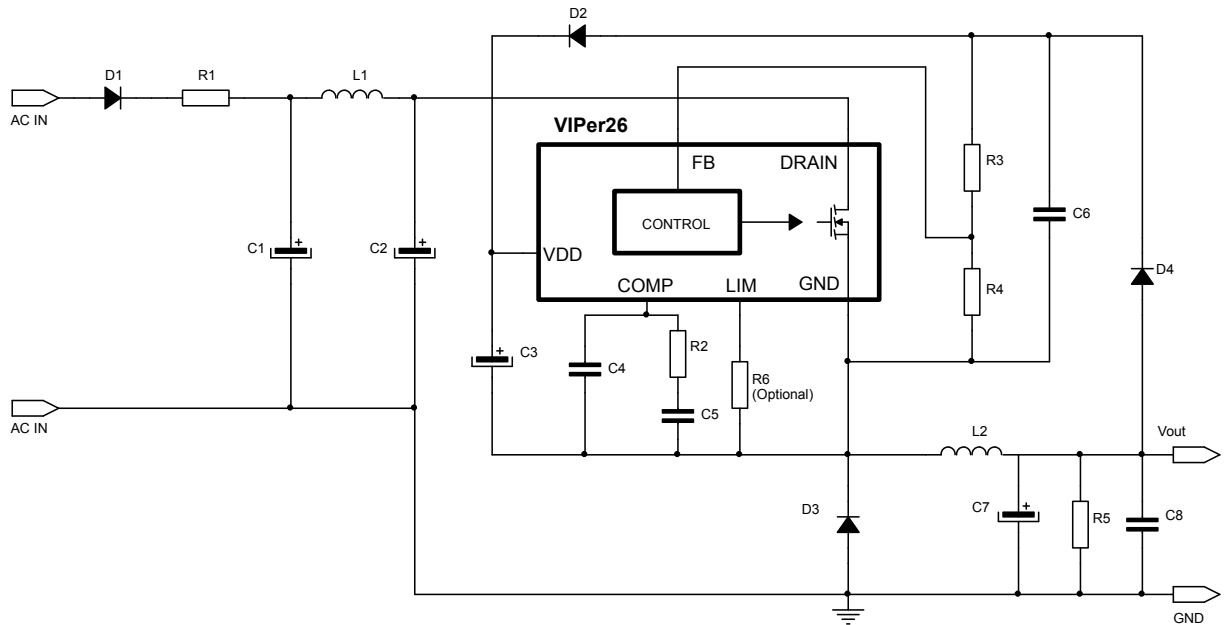 D2
D1
R1
L1
AC IN
VIPer26
FB
DRAIN
R3
CONTROL
C6
C1
+
C2
+
VDD
D4
COMP
LIM
GND
R4
C3
+
C4
R2
R6
(Optional)
C5
AC IN
L2
Vout
D3
C7
+
R5
C8
GND